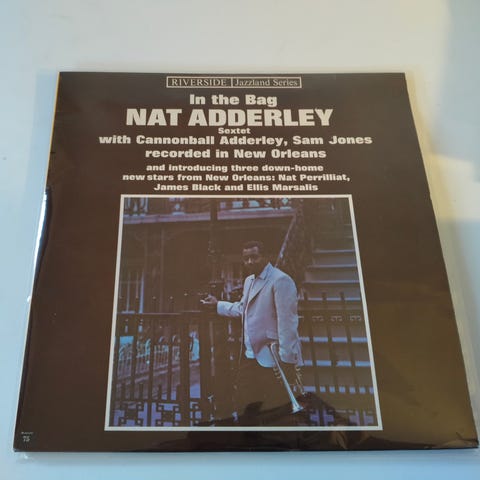 RIVERSIDE Jazzland Series
In the Bag
NAT ADDERLEY
Sextet
with Cannonball Adderley, Sam Jones
recorded in New Orleans
and introducing three down-home
new stars from New Orleans: Nat Perrilliat,
James Black and Ellis Marsalis
75